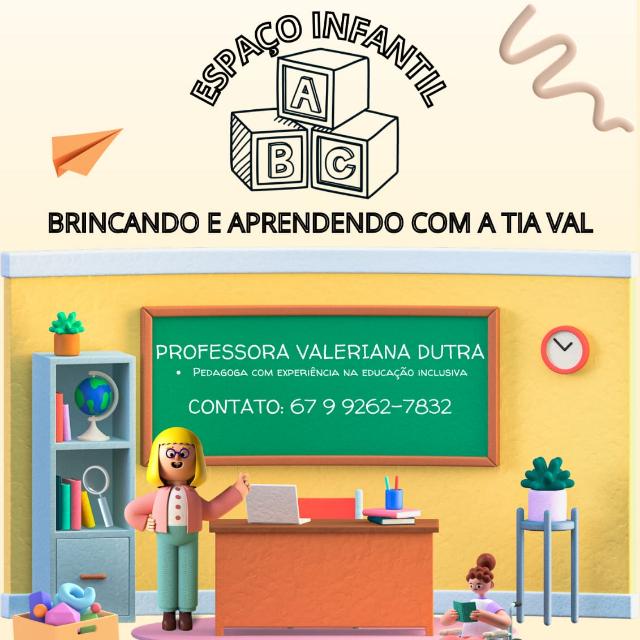 ESPAÇO INFANTIL
A
B C
BRINCANDO E APRENDENDO COM A TIA VAL
PROFESSORA VALERIANA DUTRA
• PEDAGOGA COM EXPERIÊNCIA NA EDUCAÇÃO INCLUSIVA
CONTATO: 67 9 9262-7832